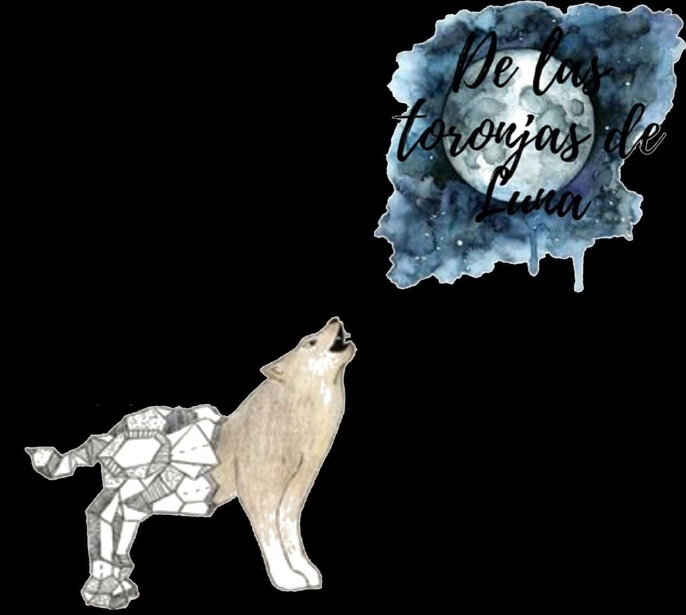 De las
toronjas de
Luna